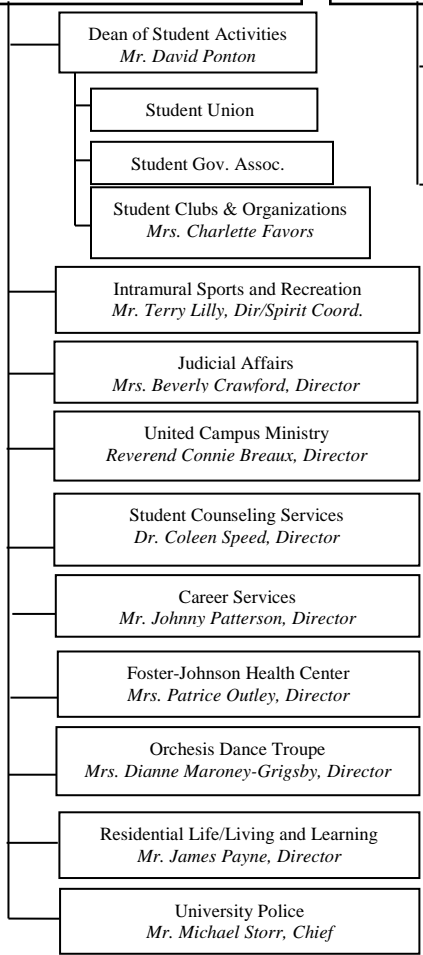 Dean of Student Activities
Mr. David Ponton
Student Union
Student Gov. Assoc.
Student Clubs & Organizations
Mrs. Charlette Favors
Intramural Sports and Recreation
Mr. Terry Lilly, Dir/Spirit Coord.
Judicial Affairs
Mrs. Beverly Crawford, Director
United Campus Ministry
Reverend Connie Breaux, Director
Student Counseling Services
Dr. Coleen Speed, Director
Career Services
Mr. Johnny Patterson, Director
Foster-Johnson Health Center
Mrs. Patrice Outley, Director
Orchesis Dance Troupe
Mrs. Dianne Maroney-Grigsby, Director
Residential Life/Living and Learning
Mr. James Payne, Director
University Police
Mr. Michael Storr, Chief